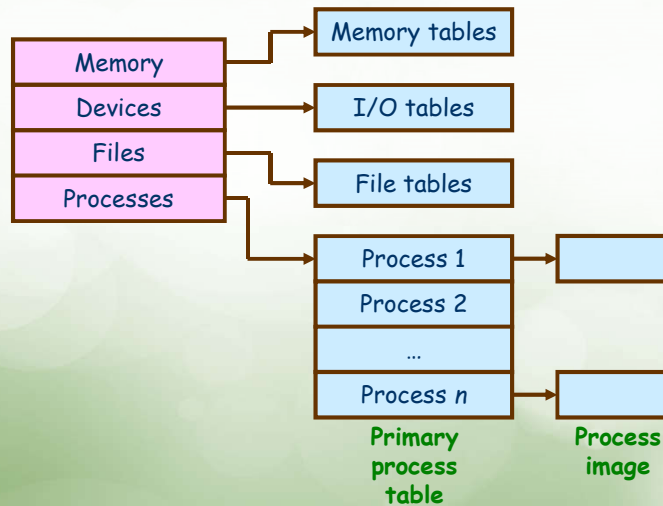 Memory tables
Memory
Devices
I/O tables
Files
File tables
Processes
Process 1
Process 2
…
Process n
Primary
process
table
Process
image